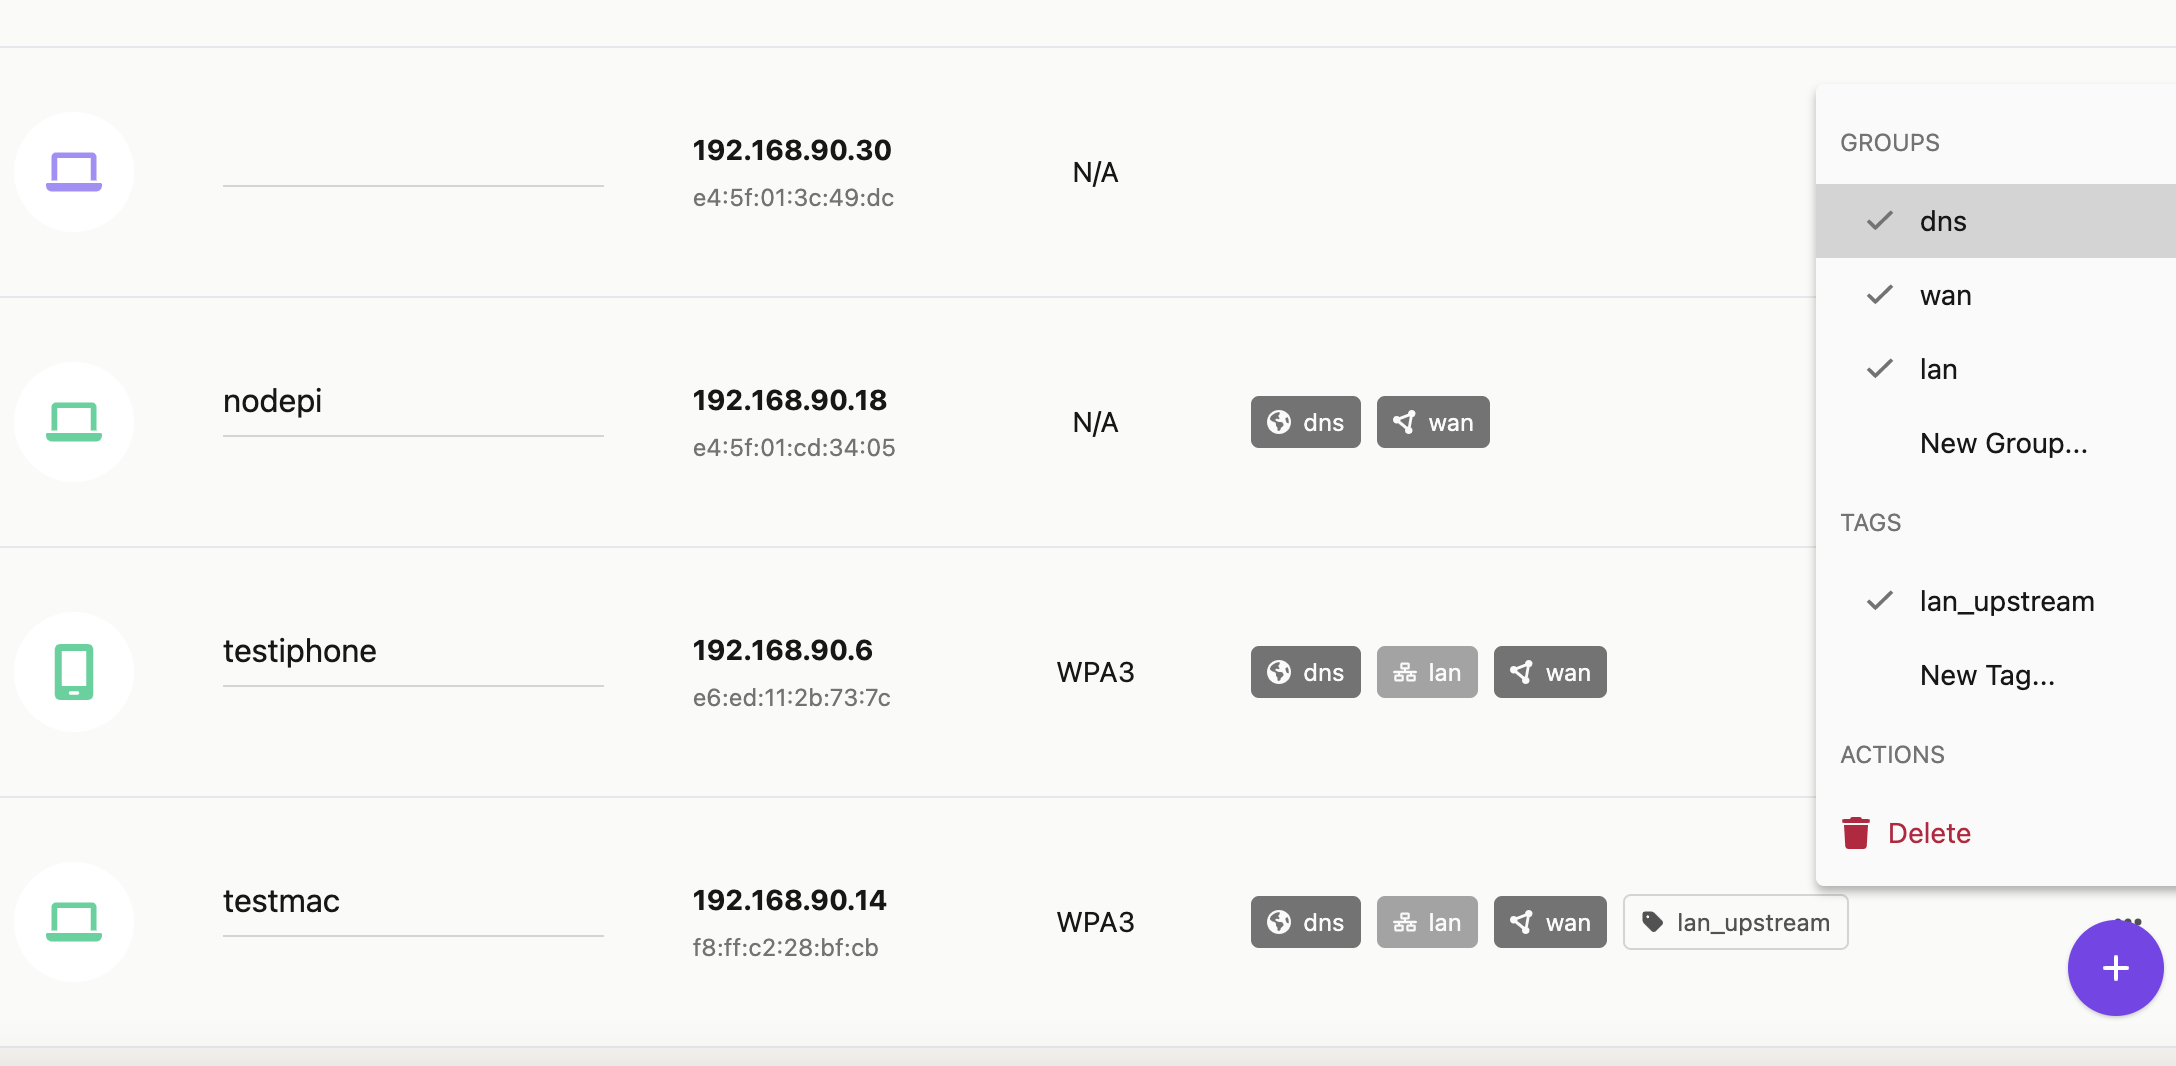 192.168.90.30
e4:5f:01:3c:49:dc
N/A
nodepi
192.168.90.18
e4:5f:01:cd:34:05
N/A
dns wan
testiphone
192.168.90.6
e6:ed:11:2b:73:7c
WPA3
dns lan wan
testmac
192.168.90.14
f8:ff:c2:28:bf:cb
WPA3
dns lan wan lan_upstream
GROUPS
dns
wan
lan
New Group...
TAGS
lan_upstream
New Tag...
ACTIONS
Delete